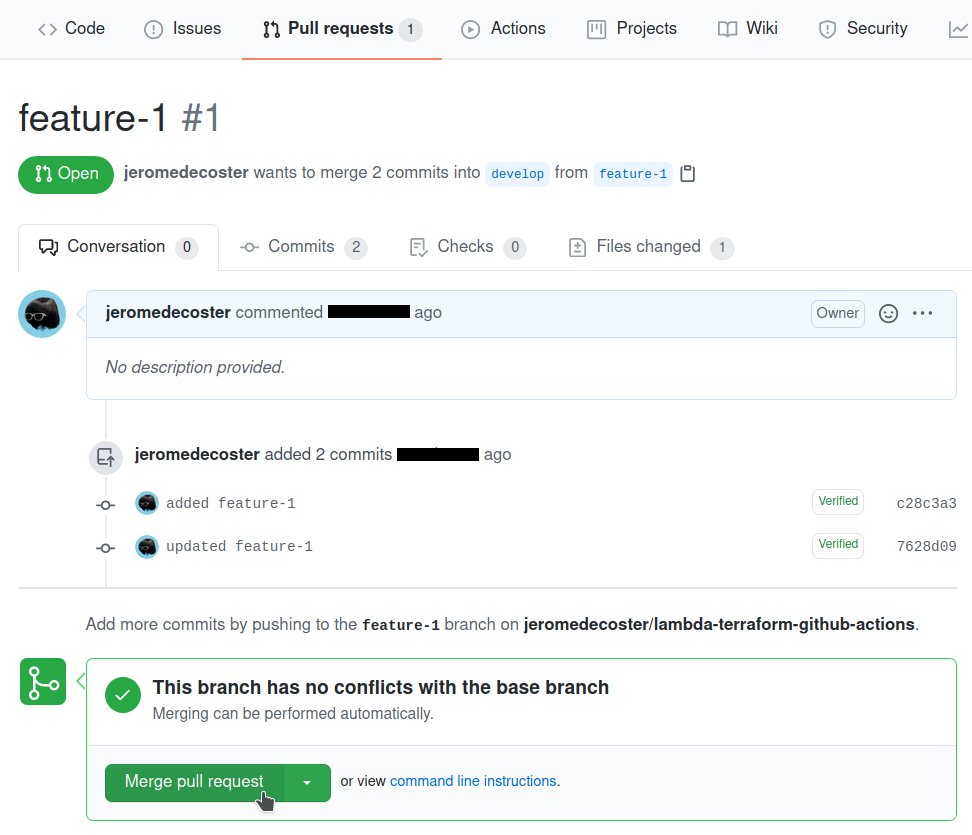 Code Issues Pull requests 1 Actions Projects Wiki Security
feature-1 #1
Open jeromedecoster wants to merge 2 commits into develop from feature-1
Conversation 0 Commits 2 Checks 0 Files changed 1
jeromedecoster commented ago Owner
No description provided.
jeromedecoster added 2 commits ago
added feature-1 Verified c28c3a3
updated feature-1 Verified 7628d09
Add more commits by pushing to the feature-1 branch on jeromedecoster/lambda-terraform-github-actions.
This branch has no conflicts with the base branch
Merging can be performed automatically.
Merge pull request or view command line instructions.